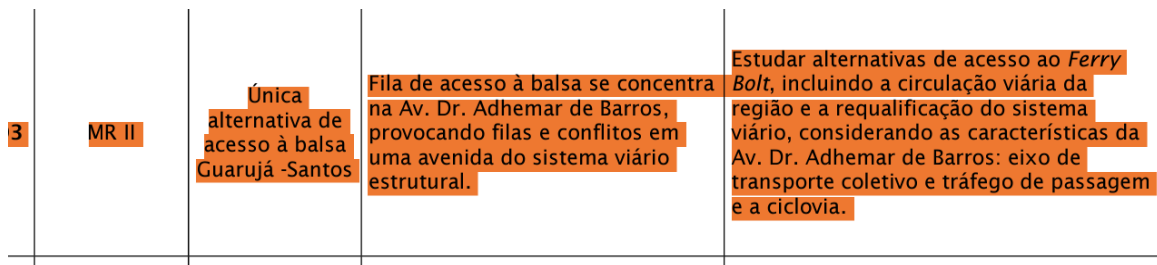 3
MR II
Única
alternativa de
acesso à balsa
Guarujá -Santos
Fila de acesso à balsa se concentra
na Av. Dr. Adhemar de Barros,
provocando filas e conflitos em
uma avenida do sistema viário
estrutural.
Estudar alternativas de acesso ao Ferry
Bolt, incluindo a circulação viária da
região e a requalificação do sistema
viário, considerando as características da
Av. Dr. Adhemar de Barros: eixo de
transporte coletivo e tráfego de passagem
e a ciclovia.